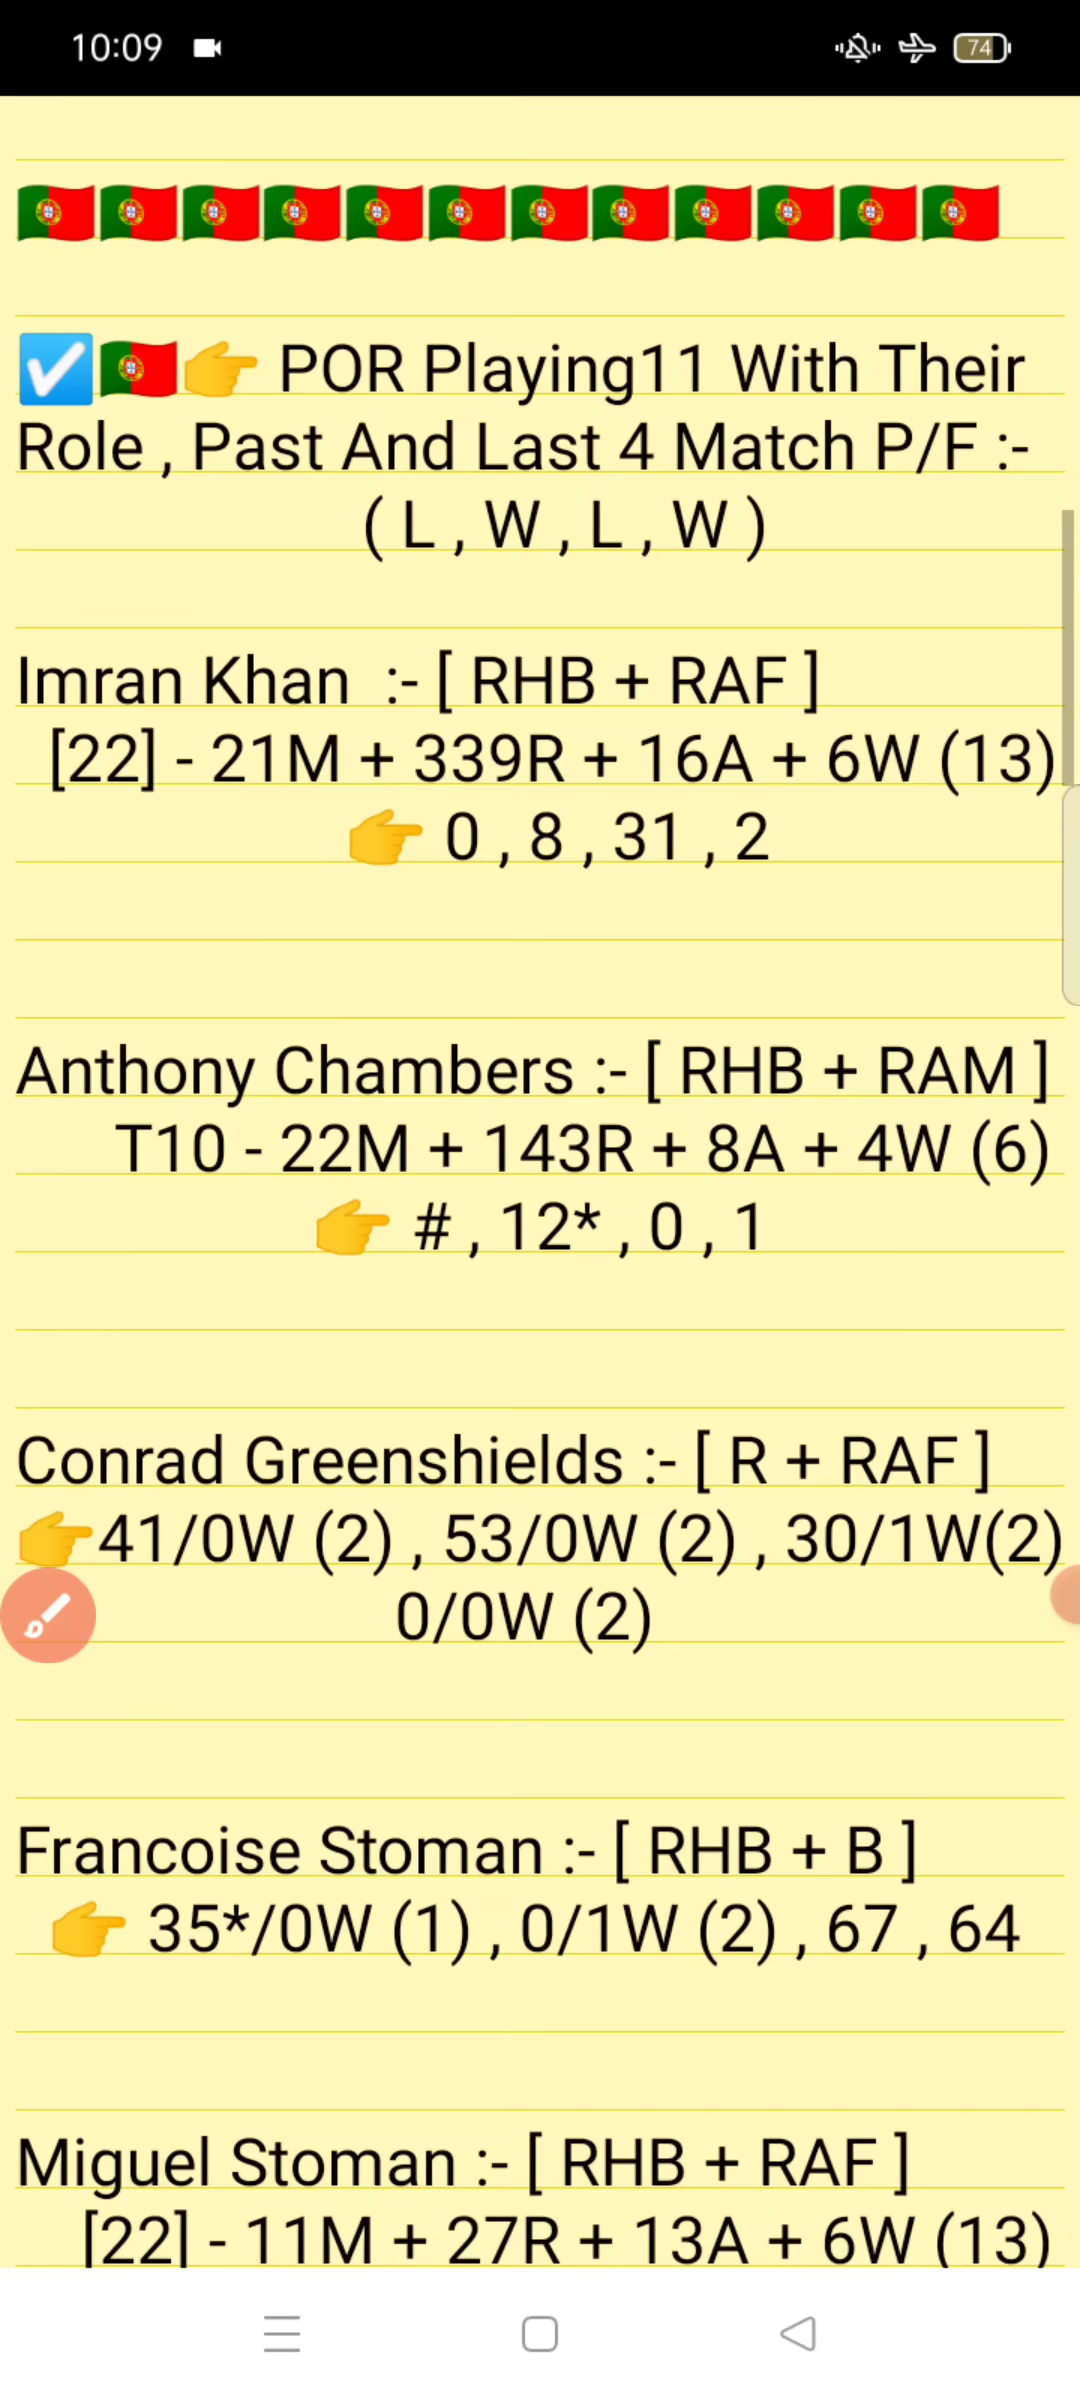 10:09
74
🇵🇹🇵🇹🇵🇹🇵🇹🇵🇹🇵🇹🇵🇹🇵🇹🇵🇹🇵🇹🇵🇹🇵🇹
☑️🇵🇹👉 POR Playing11 With Their
Role , Past And Last 4 Match P/F :-
( L , W , L , W )
Imran Khan :- [ RHB + RAF ]
[22] - 21M + 339R + 16A + 6W (13)
👉 0 , 8 , 31 , 2
Anthony Chambers :- [ RHB + RAM ]
T10 - 22M + 143R + 8A + 4W (6)
👉 # , 12* , 0 , 1
Conrad Greenshields :- [ R + RAF ]
👉41/0W (2) , 53/0W (2) , 30/1W(2)
0/0W (2)
Francoise Stoman :- [ RHB + B ]
👉 35*/0W (1) , 0/1W (2) , 67 , 64
Miguel Stoman :- [ RHB + RAF ]
[22] - 11M + 27R + 13A + 6W (13)